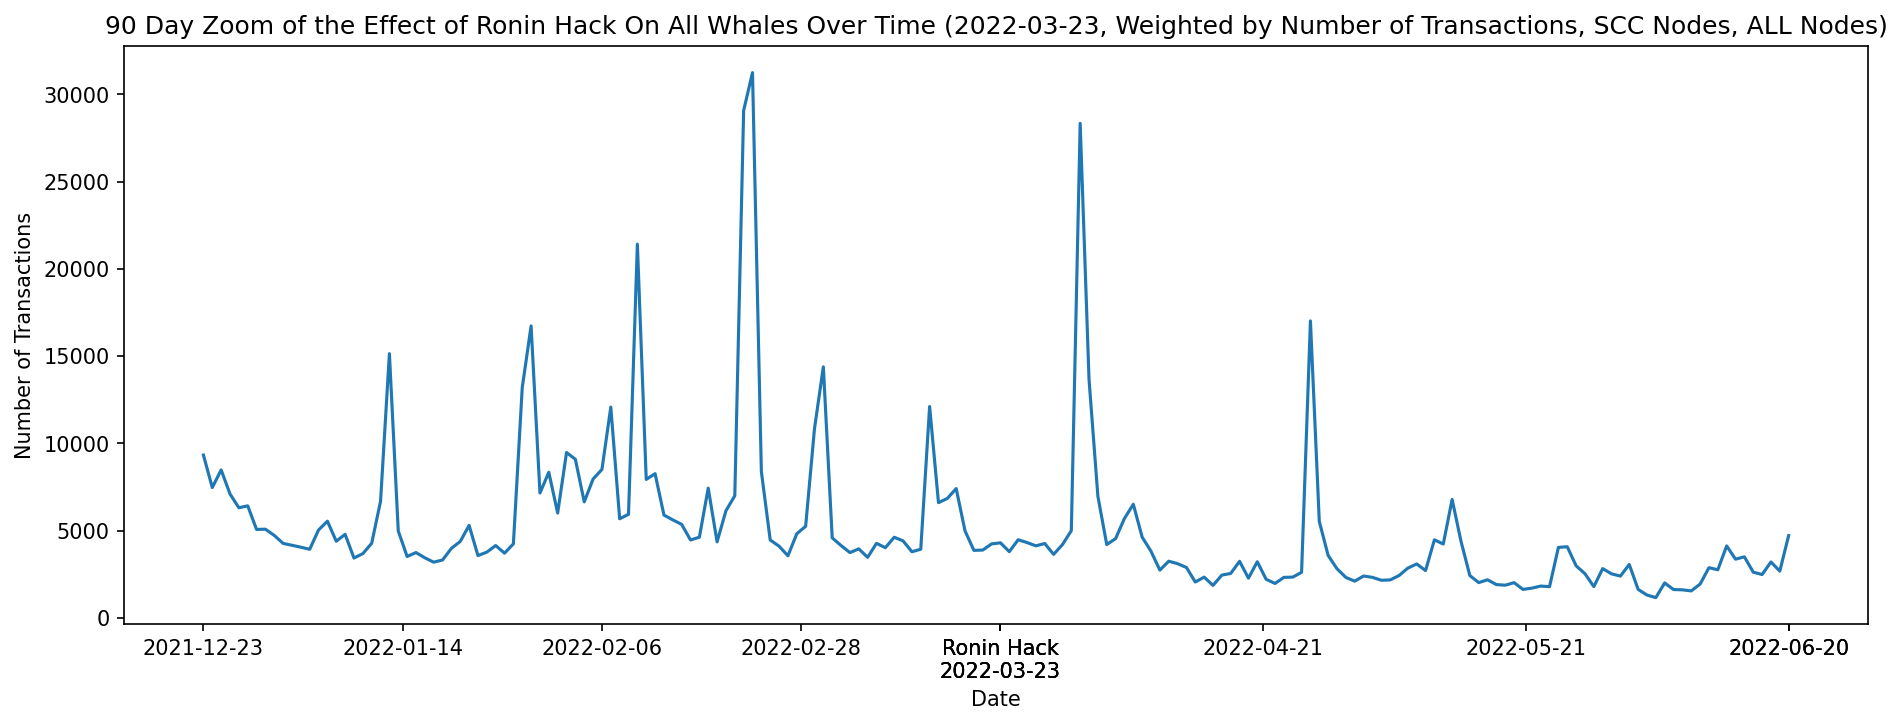 90 Day Zoom of the Effect of Ronin Hack On All Whales Over Time (2022-03-23, Weighted by Number of Transactions, SCC Nodes, ALL Nodes)
30000
25000
20000
15000
10000
5000
0
Number of Transactions
2021-12-23 2022-01-14 2022-02-06 2022-02-28 Ronin Hack 2022-04-21 2022-05-21 2022-06-20
2022-03-23
Date